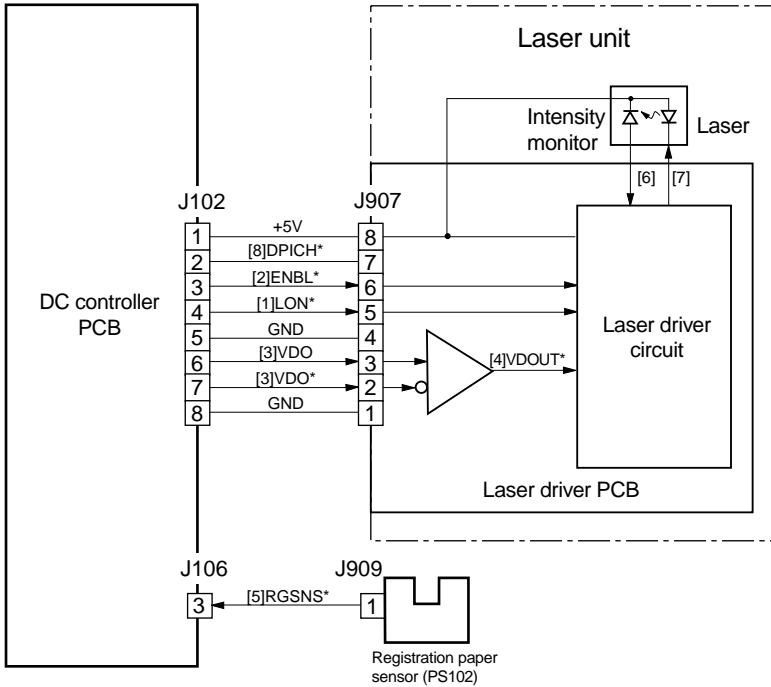 Laser unit
Intensity
monitor
Laser
[6]
[7]
J102
J907
1
+5V
8
2
[8]DPICH*
7
3
[2]ENBL*
6
4
[1]LON*
5
5
GND
4
6
[3]VDO
3
7
[3]VDO*
2
8
GND
1
DC controller
PCB
[4]VDOUT*
Laser driver
circuit
Laser driver PCB
J106
J909
3
[5]RGSNS*
1
Registration paper
sensor (PS102)